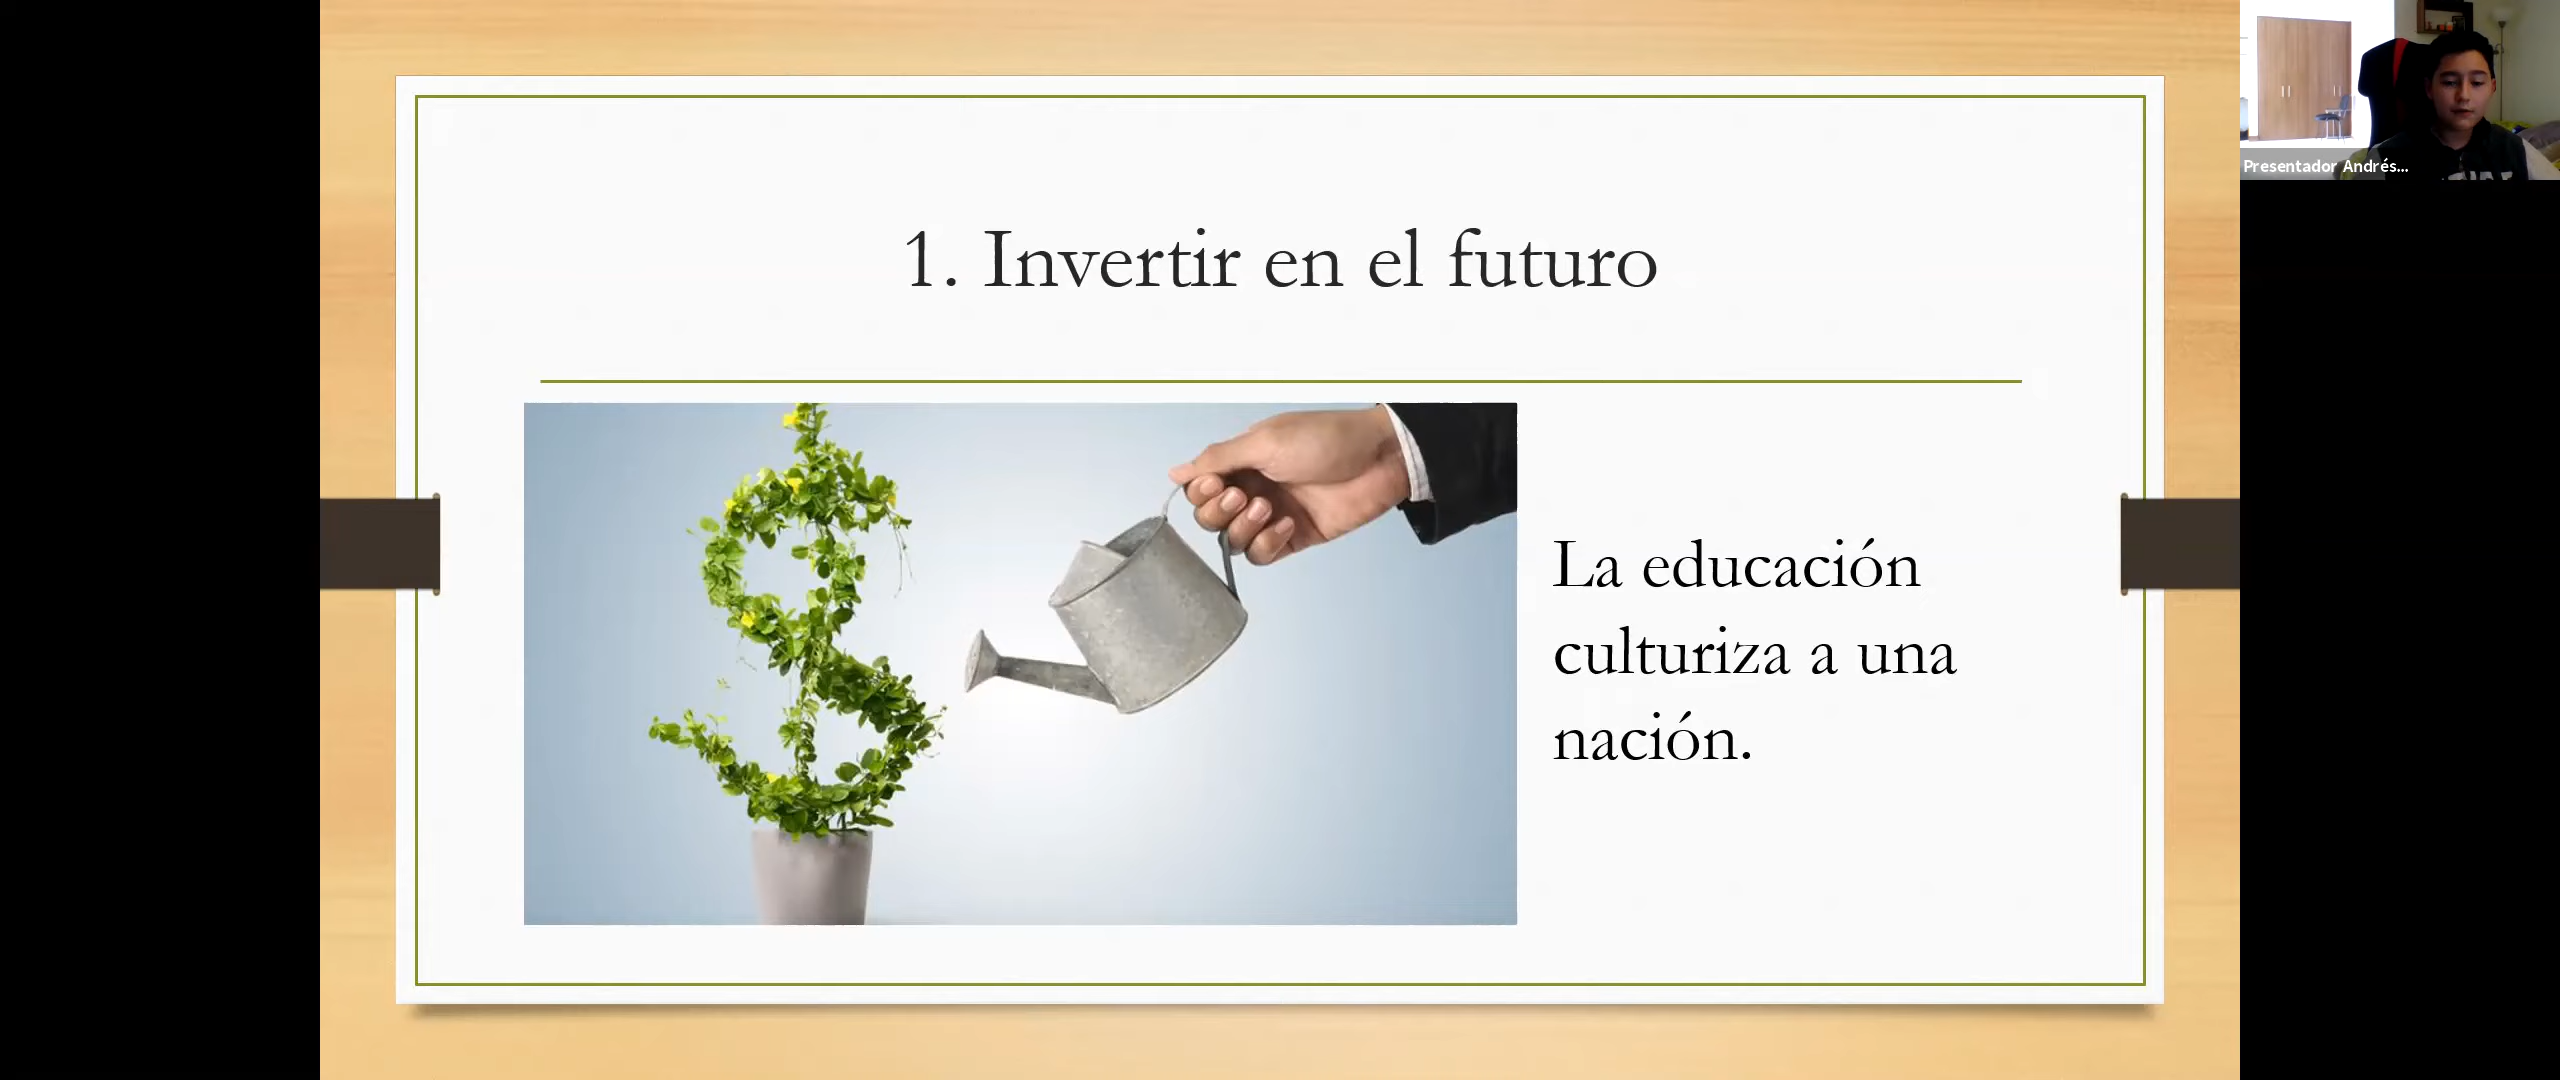 Presentador Andrés...
1. Invertir en el futuro
La educación
culturiza a una
nación.